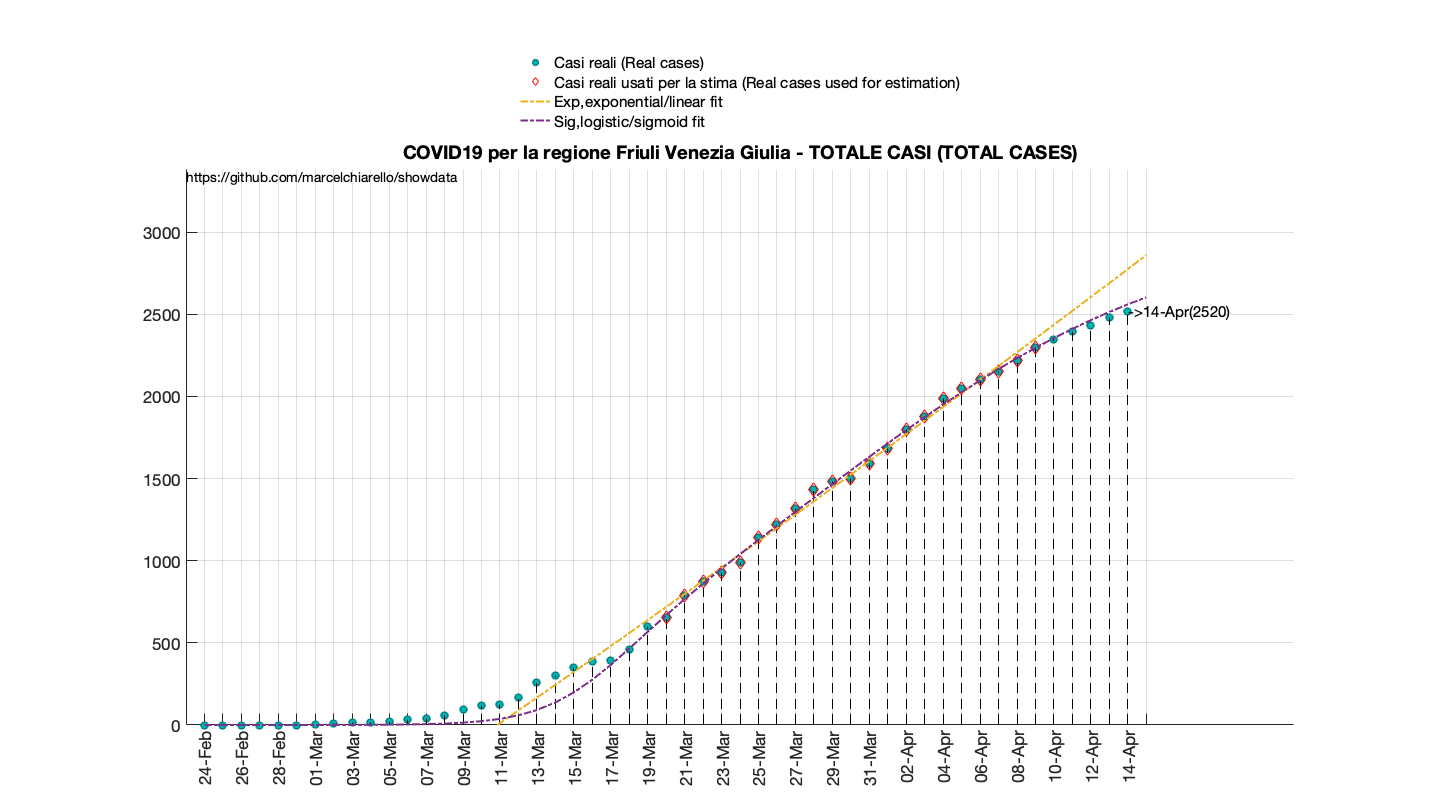 Casi reali (Real cases)
Casi reali usati per la stima (Real cases used for estimation)
Exp,exponential/linear fit
Sig,logistic/sigmoid fit
COVID19 per la regione Friuli Venezia Giulia - TOTALE CASI (TOTAL CASES)
https://github.com/marcelchiarello/showdata
3000
2500
2000
1500
1000
500
0
->14-Apr(2520)
24-Feb
26-Feb
28-Feb
01-Mar
03-Mar
05-Mar
07-Mar
09-Mar
11-Mar
13-Mar
15-Mar
17-Mar
19-Mar
21-Mar
23-Mar
25-Mar
27-Mar
29-Mar
31-Mar
02-Apr
04-Apr
06-Apr
08-Apr
10-Apr
12-Apr
14-Apr